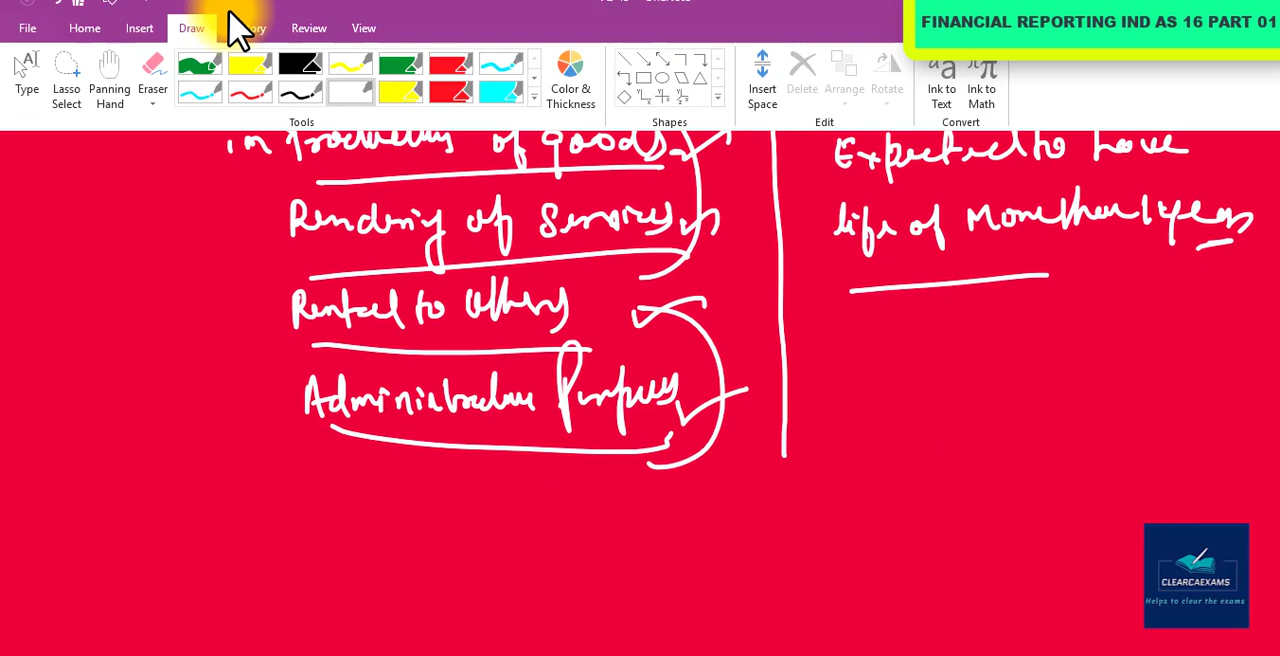 FINANCIAL REPORTING IND AS 16 PART 01
File Home Insert Draw History Review View
Type
Lasso Select
Panning Hand
Eraser
Color & Thickness
Insert Space
Delete
Arrange
Rotate
Ink to Text
Ink to Math
Tools
Shapes
Edit
Convert
in Production of goods
Rendering of Services
Rental to others
Administrative Purposes
Expected to have
life of More than 1 year
CLEARCAEXAMS
Helps to clear the exams